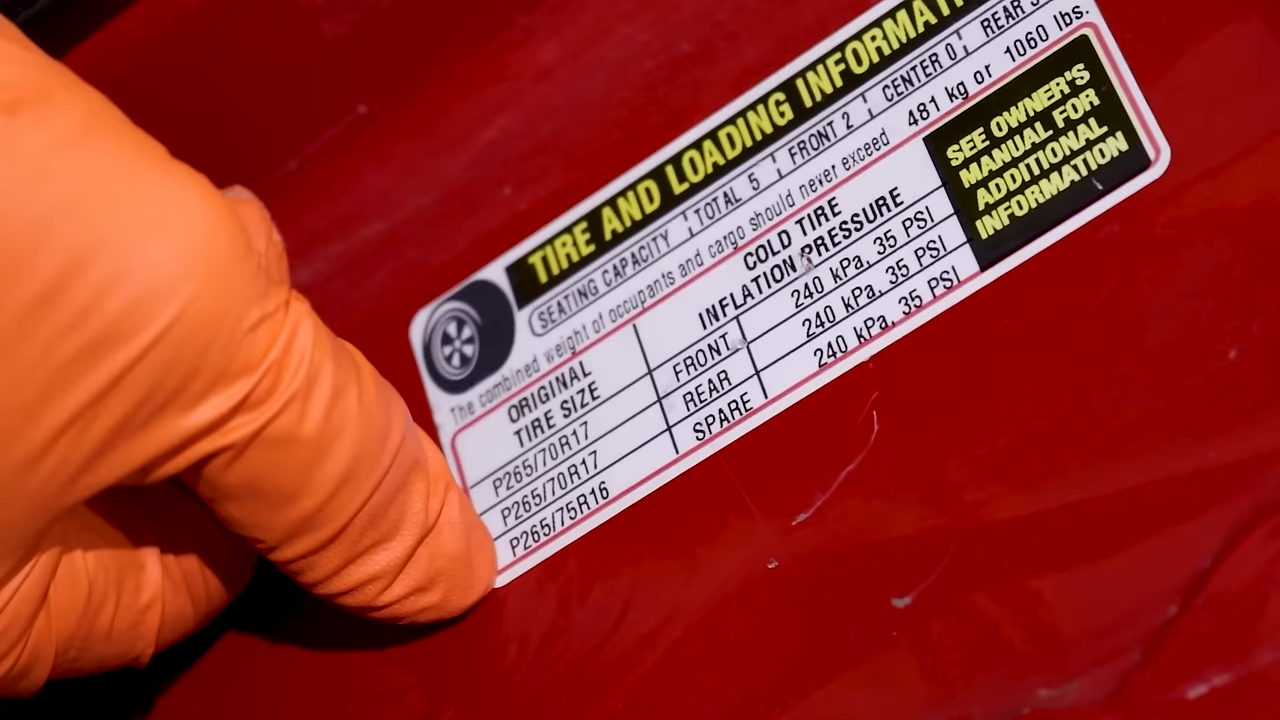 TIRE AND LOADING INFORMATI
SEATING CAPACITY TOTAL 5 FRONT 2 CENTER 0 REAR
The combined weight of occupants and cargo should never exceed 481 kg or 1060 lbs.
ORIGINAL TIRE SIZE
COLD TIRE INFLATION PRESSURE
P265/70R17 FRONT 240 kPa, 35 PSI
P265/70R17 REAR 240 kPa, 35 PSI
P265/75R16 SPARE 240 kPa, 35 PSI
SEE OWNER'S
MANUAL FOR
ADDITIONAL
INFORMATION